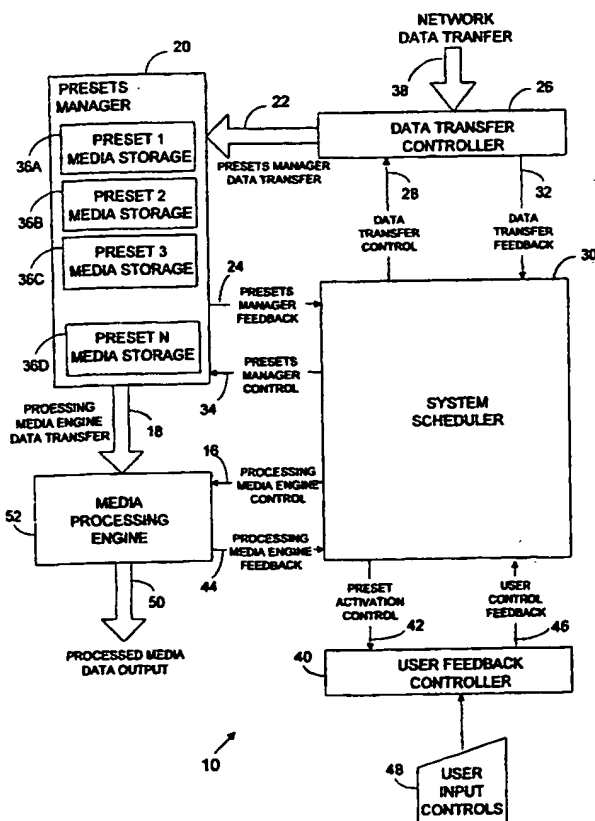 NETWORK
DATA TRANFER
20
38
PRESETS
MANAGER
22
26
PRESET 1
MEDIA STORAGE
36A
DATA TRANSFER
CONTROLLER
PRESETS MANAGER
DATA TRANSFER
PRESET 2
MEDIA STORAGE
36B
28
32
PRESET 3
MEDIA STORAGE
36C
DATA
TRANSFER
CONTROL
DATA
TRANSFER
FEEDBACK
24
30
PRESETS
MANAGER
FEEDBACK
PRESET N
MEDIA STORAGE
36D
PRESETS
MANAGER
CONTROL
34
SYSTEM
SCHEDULER
PROESSING
MEDIA ENGINE
DATA TRANSFER
18
16
PROCESSING
MEDIA ENGINE
CONTROL
MEDIA
PROCESSING
ENGINE
52
PROCESSING
MEDIA ENGINE
FEEDBACK
44
50
PRESET
ACTIVATION
CONTROL
USER
CONTROL
FEEDBACK
42
46
PROCESSED MEDIA
DATA OUTPUT
40
USER FEEDBACK
CONTROLLER
10
48
USER
INPUT
CONTROLS